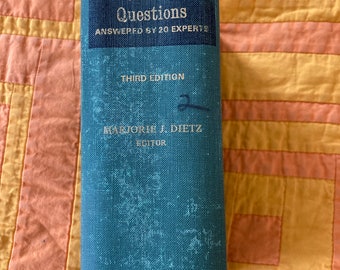 Questions
ANSWERED BY 20 EXPERTS
THIRD EDITION
2
MARJORIE J. DIETZ
EDITOR